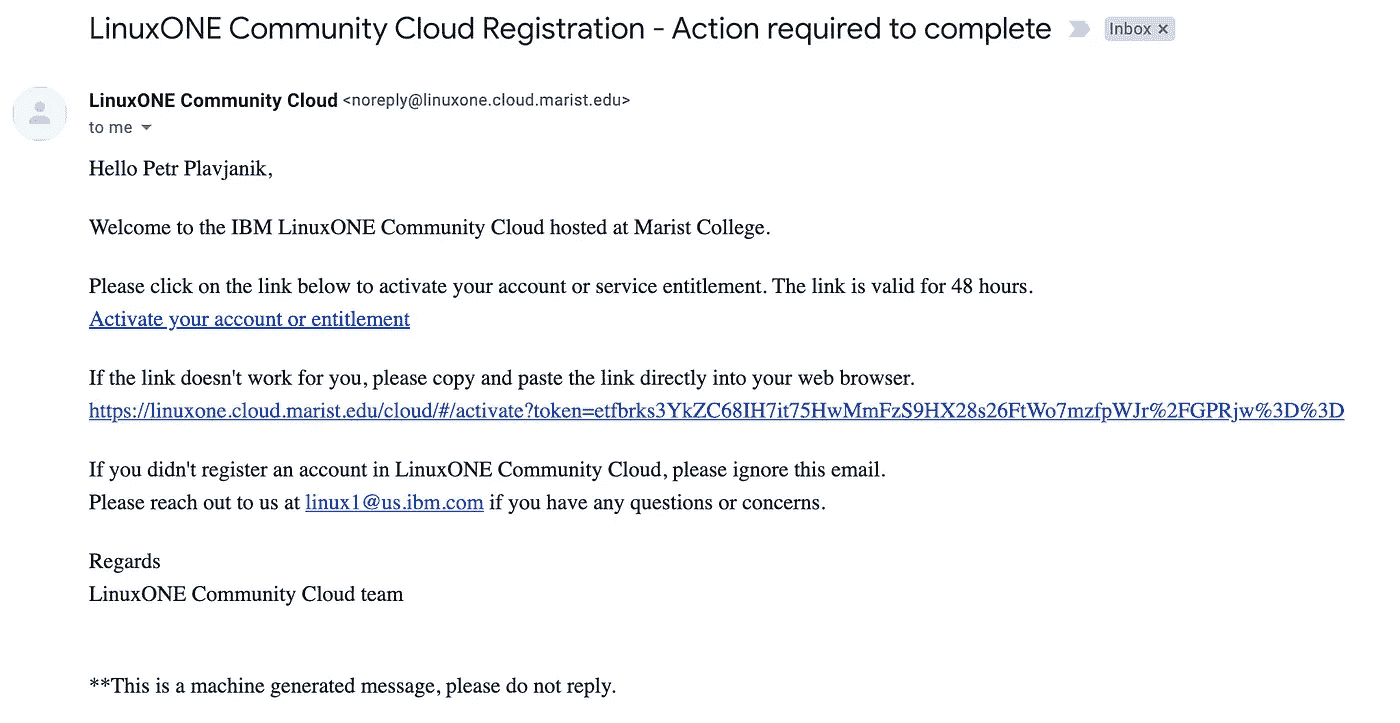 LinuxONE Community Cloud Registration - Action required to complete Inbox ×
LinuxONE Community Cloud <noreply@linuxone.cloud.marist.edu>
to me
Hello Petr Plavjanik,
Welcome to the IBM LinuxONE Community Cloud hosted at Marist College.
Please click on the link below to activate your account or service entitlement. The link is valid for 48 hours.
Activate your account or entitlement
If the link doesn't work for you, please copy and paste the link directly into your web browser.
https://linuxone.cloud.marist.edu/cloud/#/activate?token=etfbrks3YkZC68IH7it75HwMmFzS9HX28s26FtWo7mzfpWJr%2FGPRjw%3D%3D
If you didn't register an account in LinuxONE Community Cloud, please ignore this email.
Please reach out to us at linux1@us.ibm.com if you have any questions or concerns.
Regards
LinuxONE Community Cloud team
**This is a machine generated message, please do not reply.